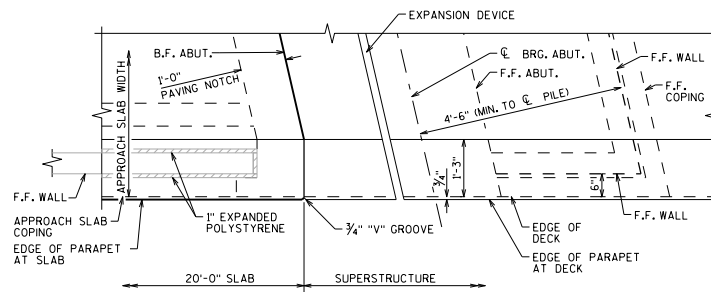 EXPANSION DEVICE
B.F. ABUT.
℄ BRG. ABUT.
F.F. ABUT.
F.F. WALL
F.F.
COPING
1'-0"
PAVING NOTCH
4'-6" (MIN. TO ℄ PILE)
APPROACH SLAB WIDTH
3/4"
1'-3"
6"
F.F. WALL
APPROACH SLAB
COPING
EDGE OF PARAPET
AT SLAB
1" EXPANDED
POLYSTYRENE
3/4" "V" GROOVE
F.F. WALL
EDGE OF
DECK
EDGE OF PARAPET
AT DECK
20'-0" SLAB
SUPERSTRUCTURE